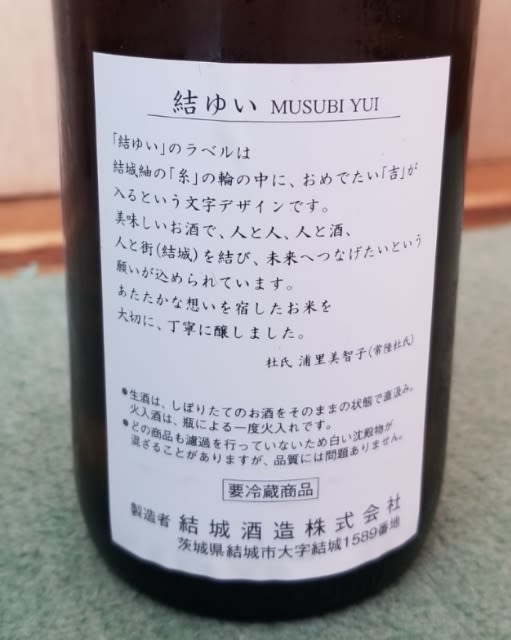 結ゆい MUSUBI YUI
「結ゆい」のラベルは
結城紬の「糸」の輪の中に、おめでたい「吉」が
入るという文字デザインです。
美味しいお酒で、人と人、人と酒、
人と街(結城)を結び、未来へつなげたいという
願いが込められています。
あたたかな想いを宿したお米を
大切に、丁寧に醸しました。
杜氏 浦里美智子(常陸杜氏)
●生酒は、しぼりたてのお酒をそのままの状態で直汲み。
火入酒は、瓶による一度火入れです。
●どの商品も濾過を行っていないため白い沈殿物が
混ざることがありますが、品質には問題ありません。
要冷蔵商品
製造者 結城酒造株式会社
茨城県結城市大字結城1589番地